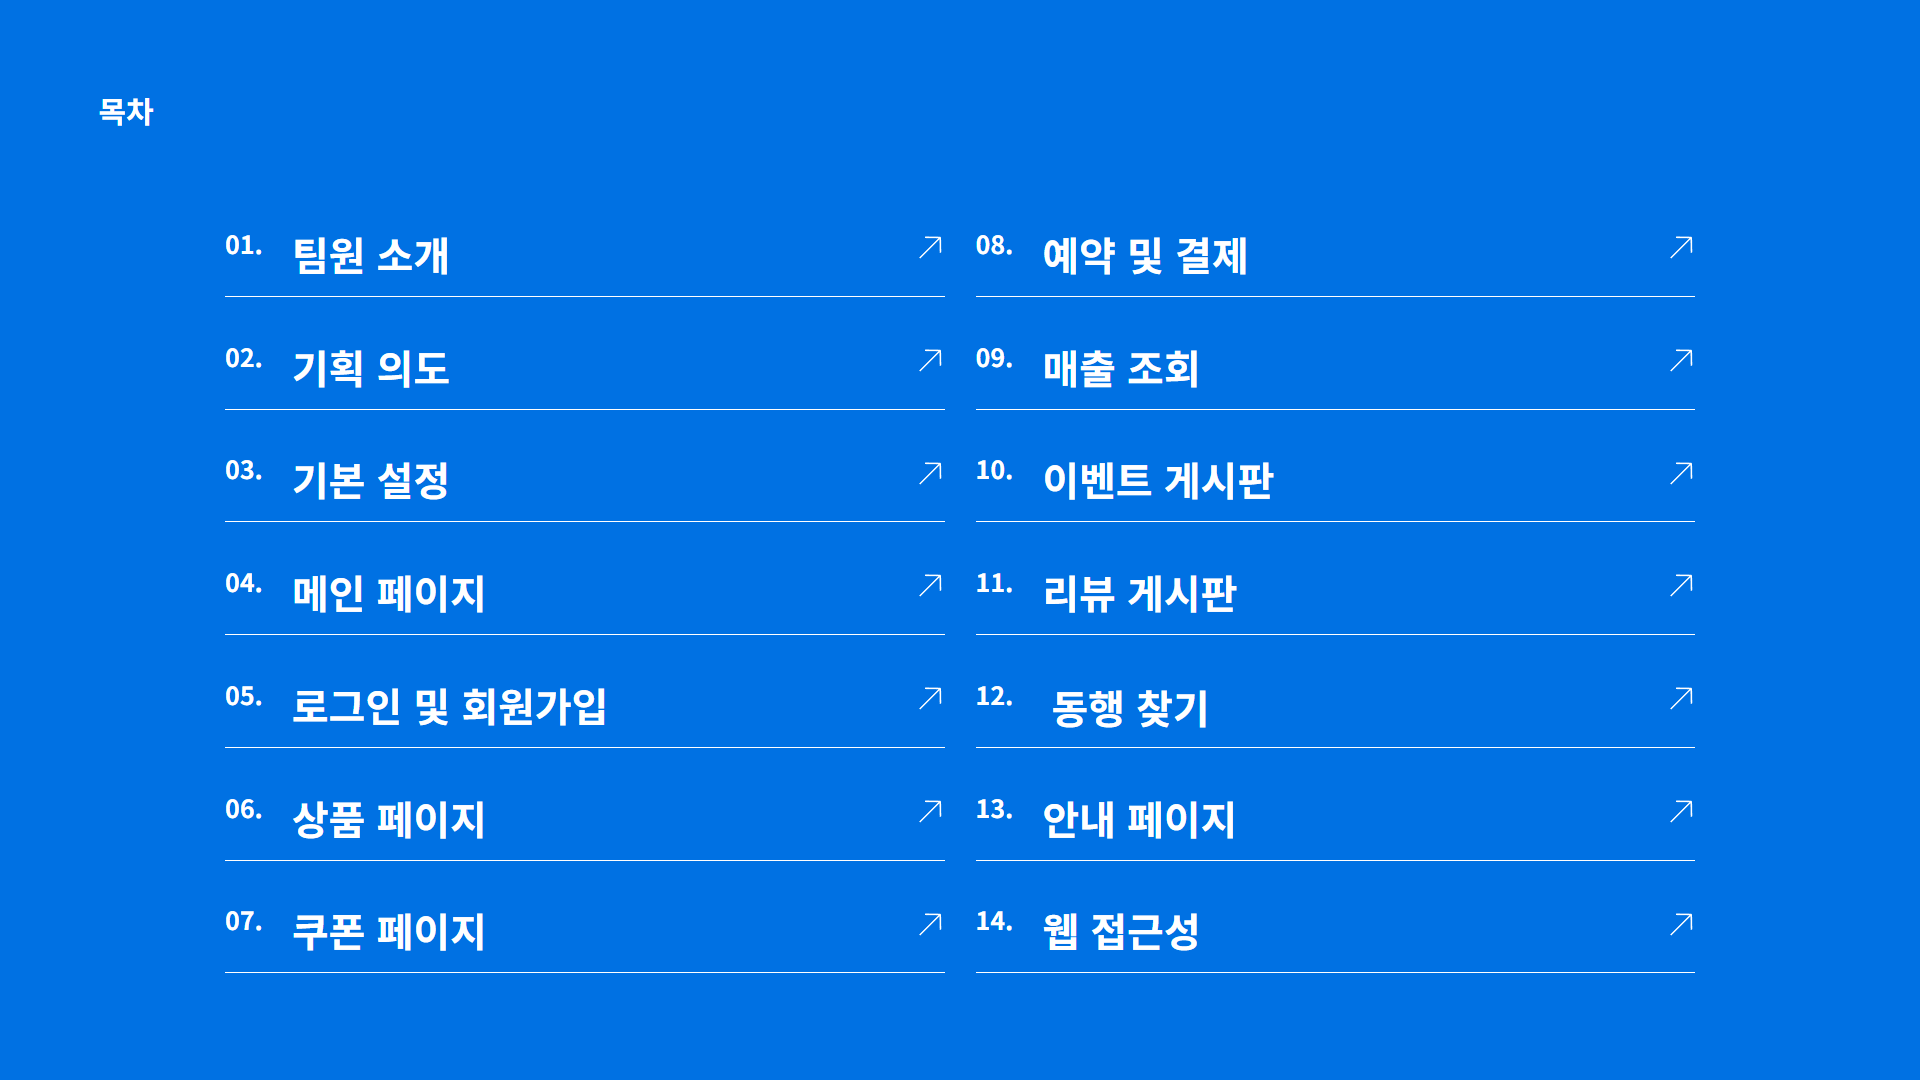 목차
01. 팀원 소개
02. 기획 의도
03. 기본 설정
04. 메인 페이지
05. 로그인 및 회원가입
06. 상품 페이지
07. 쿠폰 페이지
08. 예약 및 결제
09. 매출 조회
10. 이벤트 게시판
11. 리뷰 게시판
12. 동행 찾기
13. 안내 페이지
14. 웹 접근성